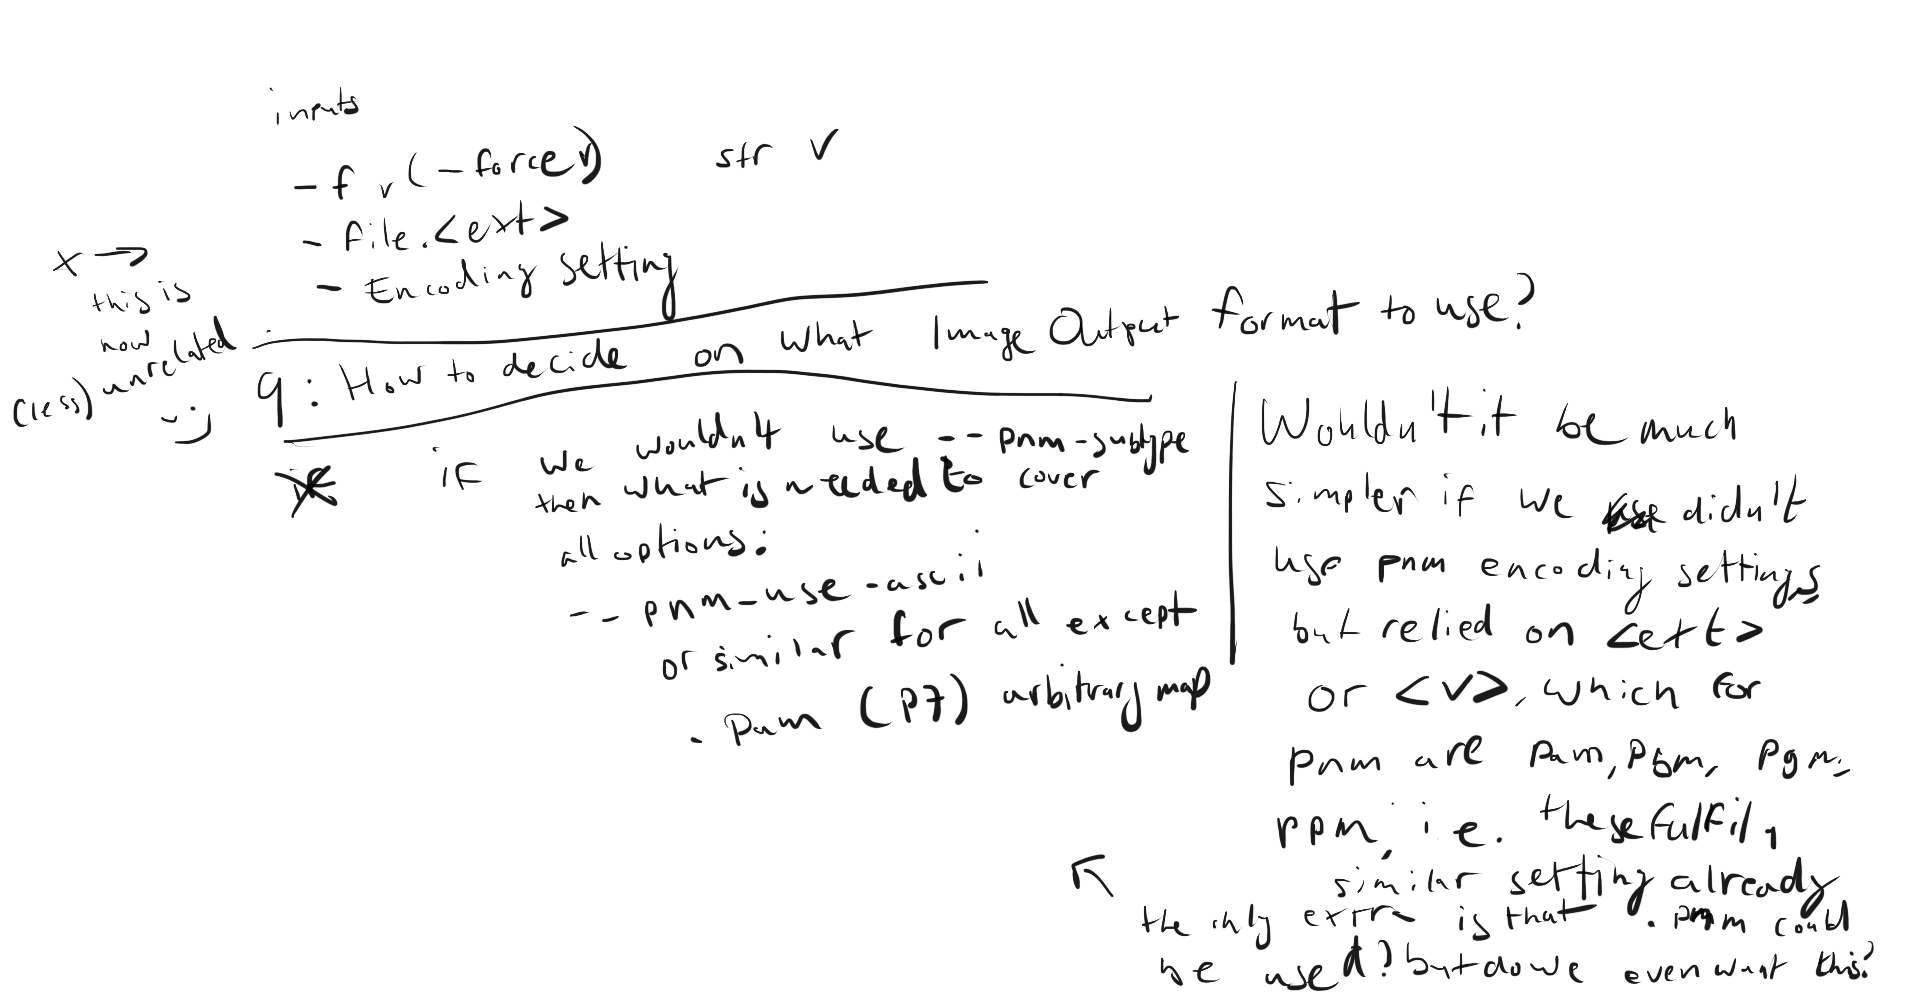 inputs
- f v (-force v)   str v
- file.<ext>
- Encoding setting
x →
this is
now
(less) unrelated
:)
q: How to decide on what Image Output format to use?
if we wouldn't use --pnm-subtype
then what is needed to cover
all options:
--pnm-use-ascii
or similar for all except
. pam (P7) arbitrary map
Wouldn't it be much
simpler if we didn't
use pnm encoding settings
but relied on <ext>
or <v>, which for
pnm are pam, pbm, pgm,
ppm, i.e. these fulfil
similar setting already
the only extra is that .pnm could
be used? but do we even want this?